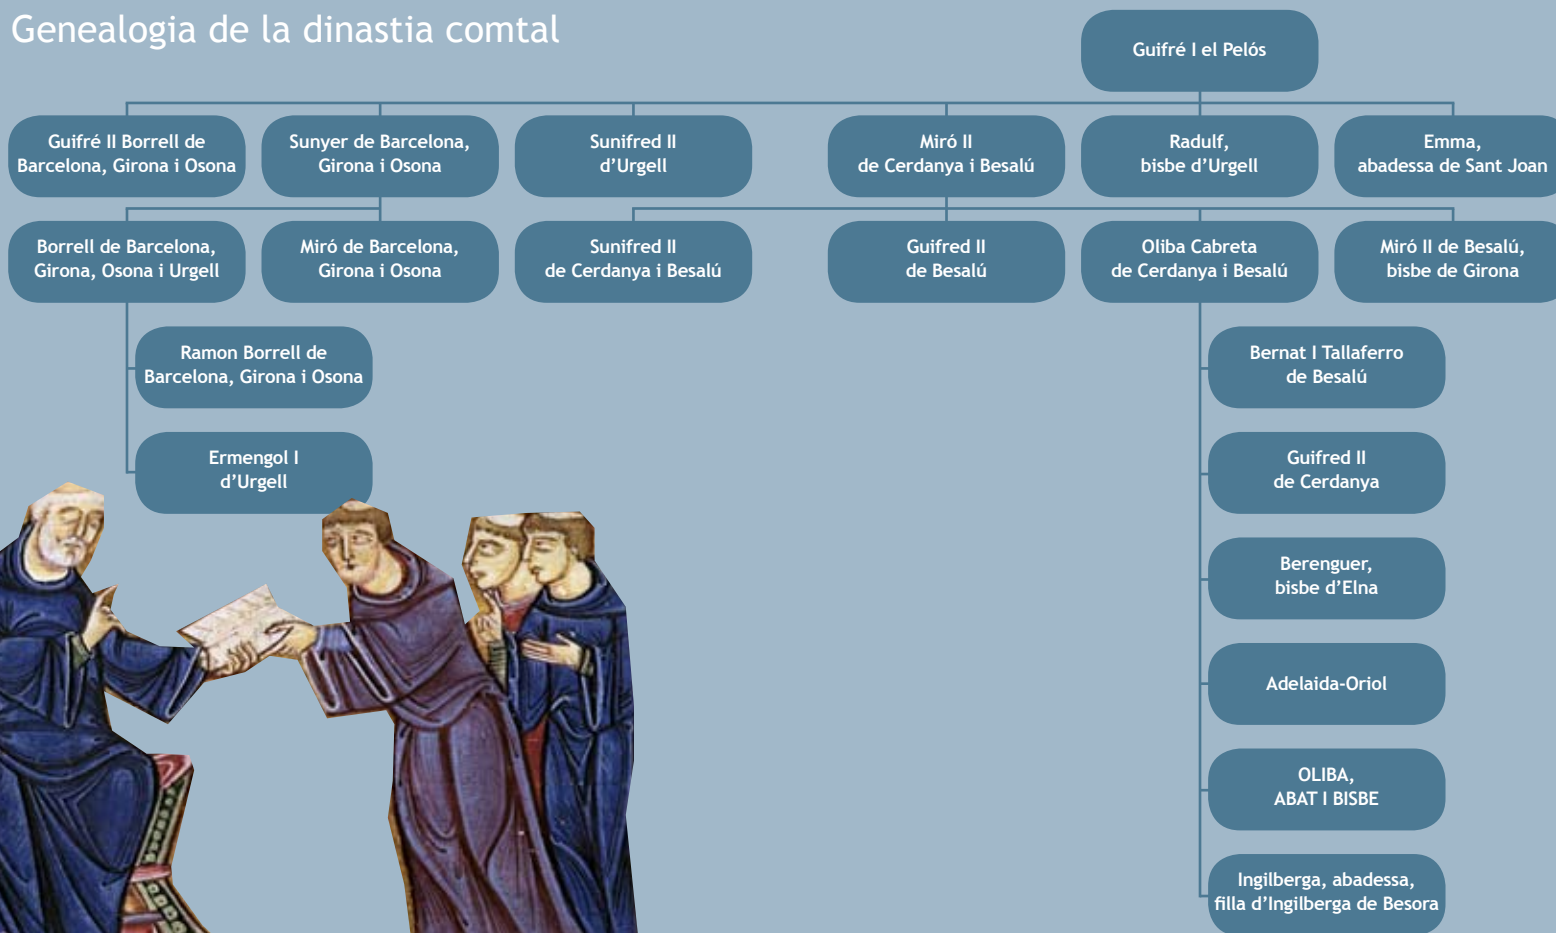 Genealogia de la dinastia comtal
Guifré I el Pelós
Guifré II Borrell de
Barcelona, Girona i Osona
Sunyer de Barcelona,
Girona i Osona
Sunifred II
d’Urgell
Miró II
de Cerdanya i Besalú
Radulf,
bisbe d’Urgell
Emma,
abadessa de Sant Joan
Borrell de Barcelona,
Girona, Osona i Urgell
Miró de Barcelona,
Girona i Osona
Sunifred II
de Cerdanya i Besalú
Guifred II
de Besalú
Oliba Cabreta
de Cerdanya i Besalú
Miró II de Besalú,
bisbe de Girona
Ramon Borrell de
Barcelona, Girona i Osona
Ermengol I
d’Urgell
Bernat I Tallaferro
de Besalú
Guifred II
de Cerdanya
Berenguer,
bisbe d’Elna
Adelaida-Oriol
OLIBA,
ABAT I BISBE
Ingilberga, abadessa,
filla d’Ingilberga de Besora